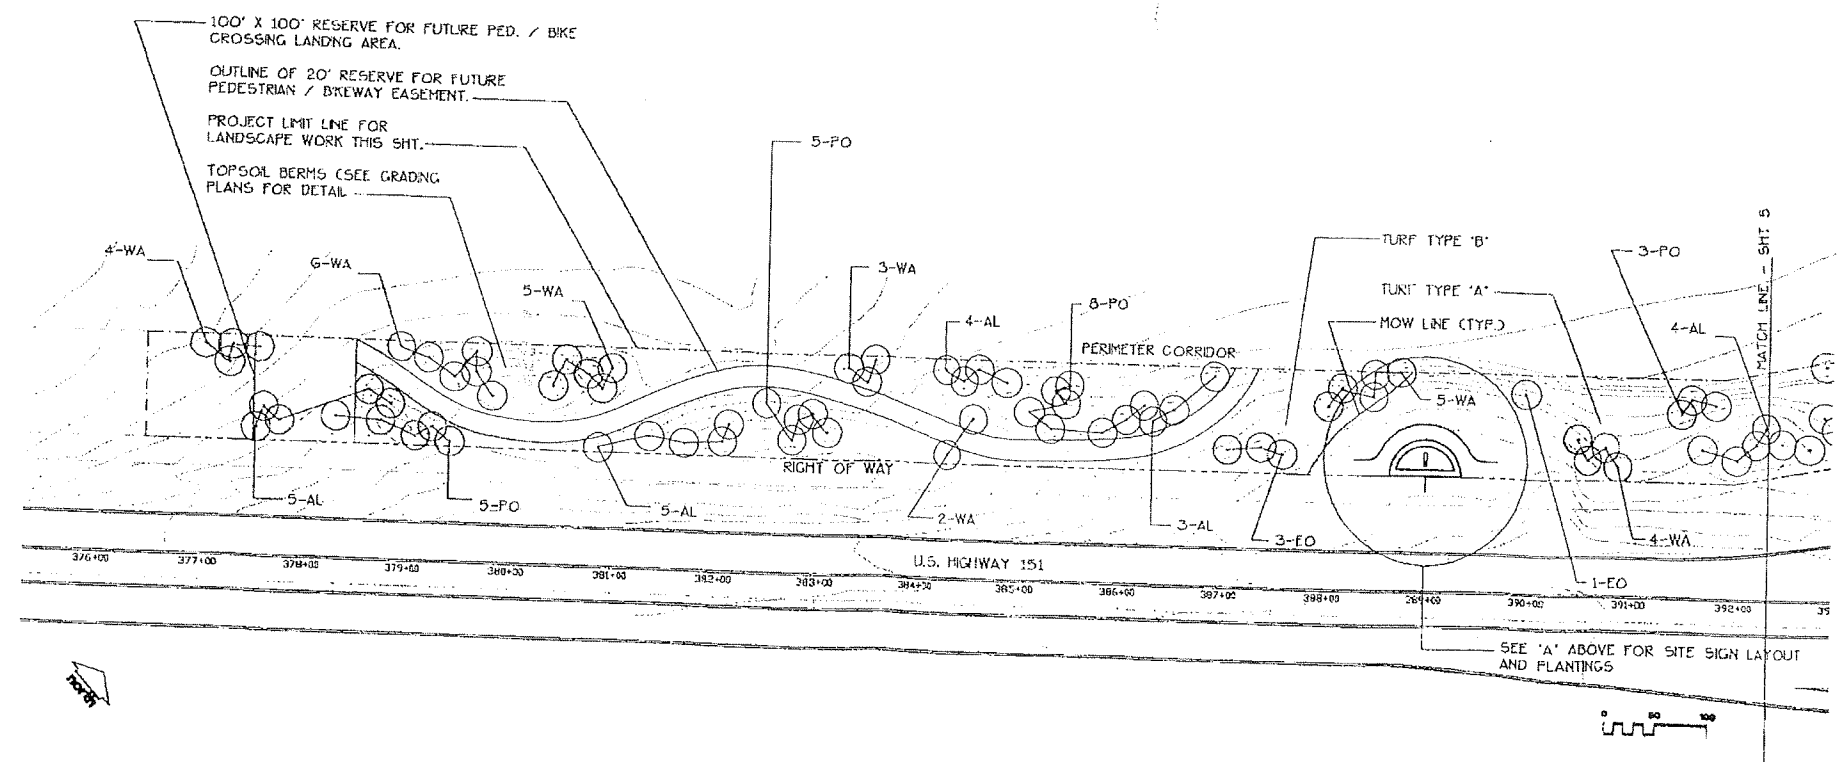 100' X 100' RESERVE FOR FUTURE PED. / BIKE
CROSSING LANDING AREA.
OUTLINE OF 20' RESERVE FOR FUTURE
PEDESTRIAN / BIKEWAY EASEMENT.
PROJECT LIMIT LINE FOR
LANDSCAPE WORK THIS SHT.
TOPSOIL BERMS (SEE GRADING
PLANS FOR DETAIL
5-PO
4-WA
6-WA
5-WA
3-WA
4-AL
8-PO
PERIMETER CORRIDOR
TURF TYPE 'B'
TURF TYPE 'A'
MOW LINE (TYP.)
3-PO
4-AL
MATCH LINE - SHT 5
5-WA
RIGHT OF WAY
5-AL
5-PO
5-AL
2-WA
3-AL
3-EO
4-WA
1-EO
U.S. HIGHWAY 151
376+00
377+00
378+00
379+00
380+00
381+00
382+00
383+00
384+00
385+00
386+00
387+00
388+00
389+00
390+00
391+00
392+00
39
SEE 'A' ABOVE FOR SITE SIGN LAYOUT
AND PLANTINGS
north
0 50 100